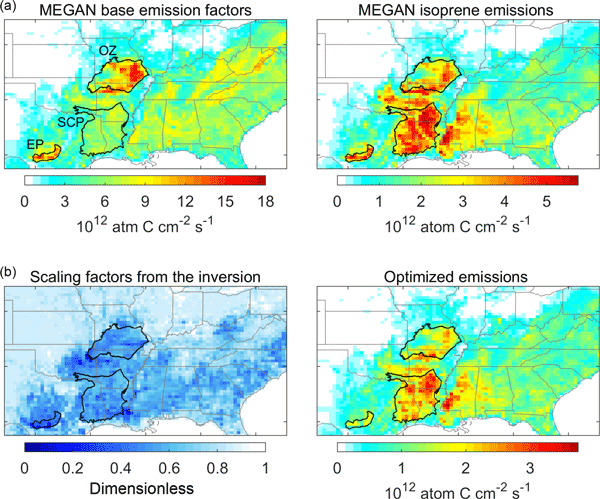 (a) MEGAN base emission factors MEGAN isoprene emissions
OZ
SCP
EP
0 3 6 9 12 15 18 0 1 2 3 4 5
10¹² atm C cm⁻² s⁻¹ 10¹² atom C cm⁻² s⁻¹
(b) Scaling factors from the inversion Optimized emissions
0 0.2 0.4 0.6 0.8 1 0 1 2 3
Dimensionless 10¹² atom C cm⁻² s⁻¹